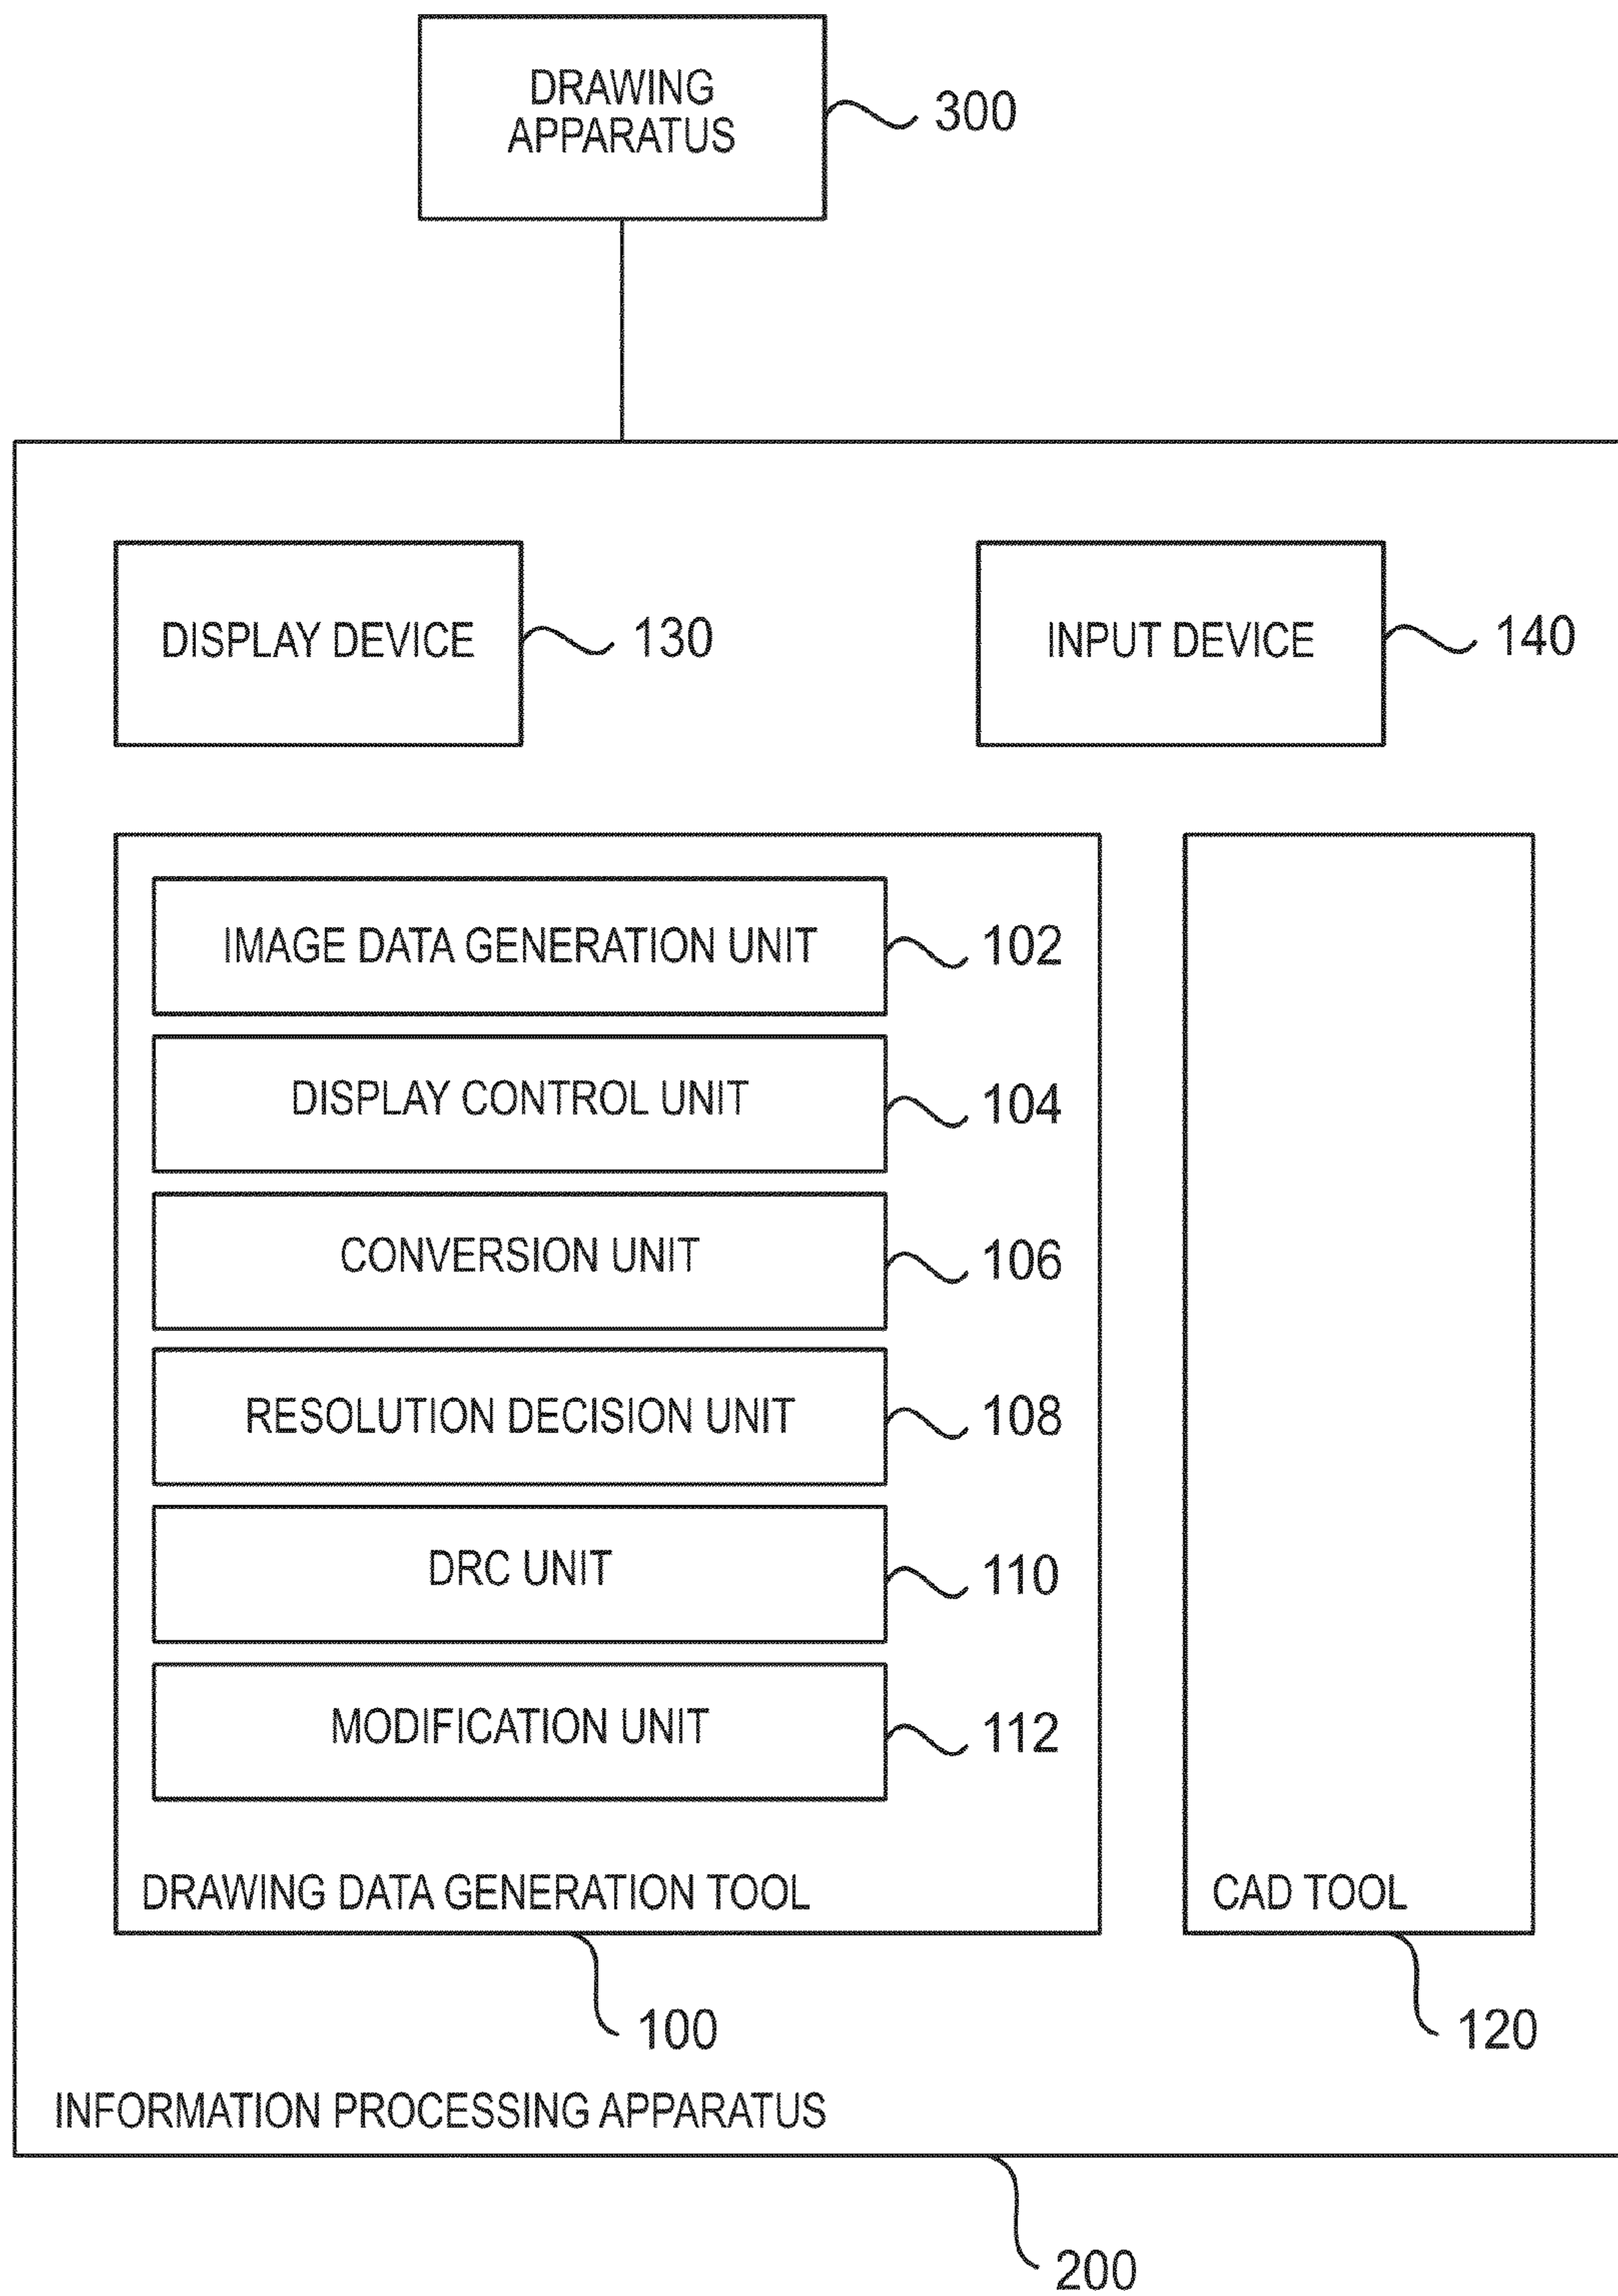 DRAWING
APPARATUS
300
DISPLAY DEVICE
130
INPUT DEVICE
140
IMAGE DATA GENERATION UNIT
102
DISPLAY CONTROL UNIT
104
CONVERSION UNIT
106
RESOLUTION DECISION UNIT
108
DRC UNIT
110
MODIFICATION UNIT
112
DRAWING DATA GENERATION TOOL
CAD TOOL
100
120
INFORMATION PROCESSING APPARATUS
200